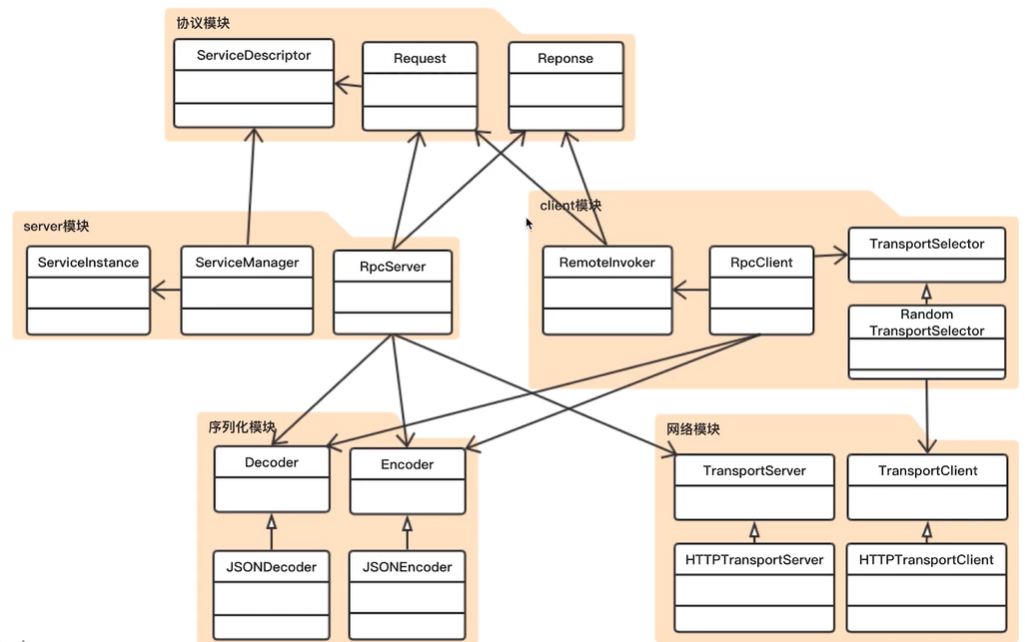 协议模块
ServiceDescriptor
Request
Reponse
server模块
ServiceInstance
ServiceManager
RpcServer
client模块
RemoteInvoker
RpcClient
TransportSelector
Random
TransportSelector
序列化模块
Decoder
Encoder
JSONDecoder
JSONEncoder
网络模块
TransportServer
TransportClient
HTTPTransportServer
HTTPTransportClient